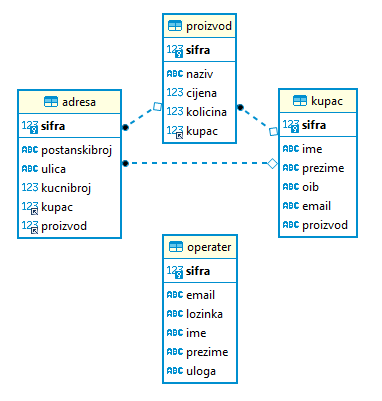 proizvod
123 sifra
ABC naziv
123 cijena
123 kolicina
123 kupac
adresa
123 sifra
ABC postanskibroj
ABC ulica
123 kucnibroj
123 kupac
123 proizvod
kupac
123 sifra
ABC ime
ABC prezime
ABC oib
ABC email
ABC proizvod
operater
123 sifra
ABC email
ABC lozinka
ABC ime
ABC prezime
ABC uloga